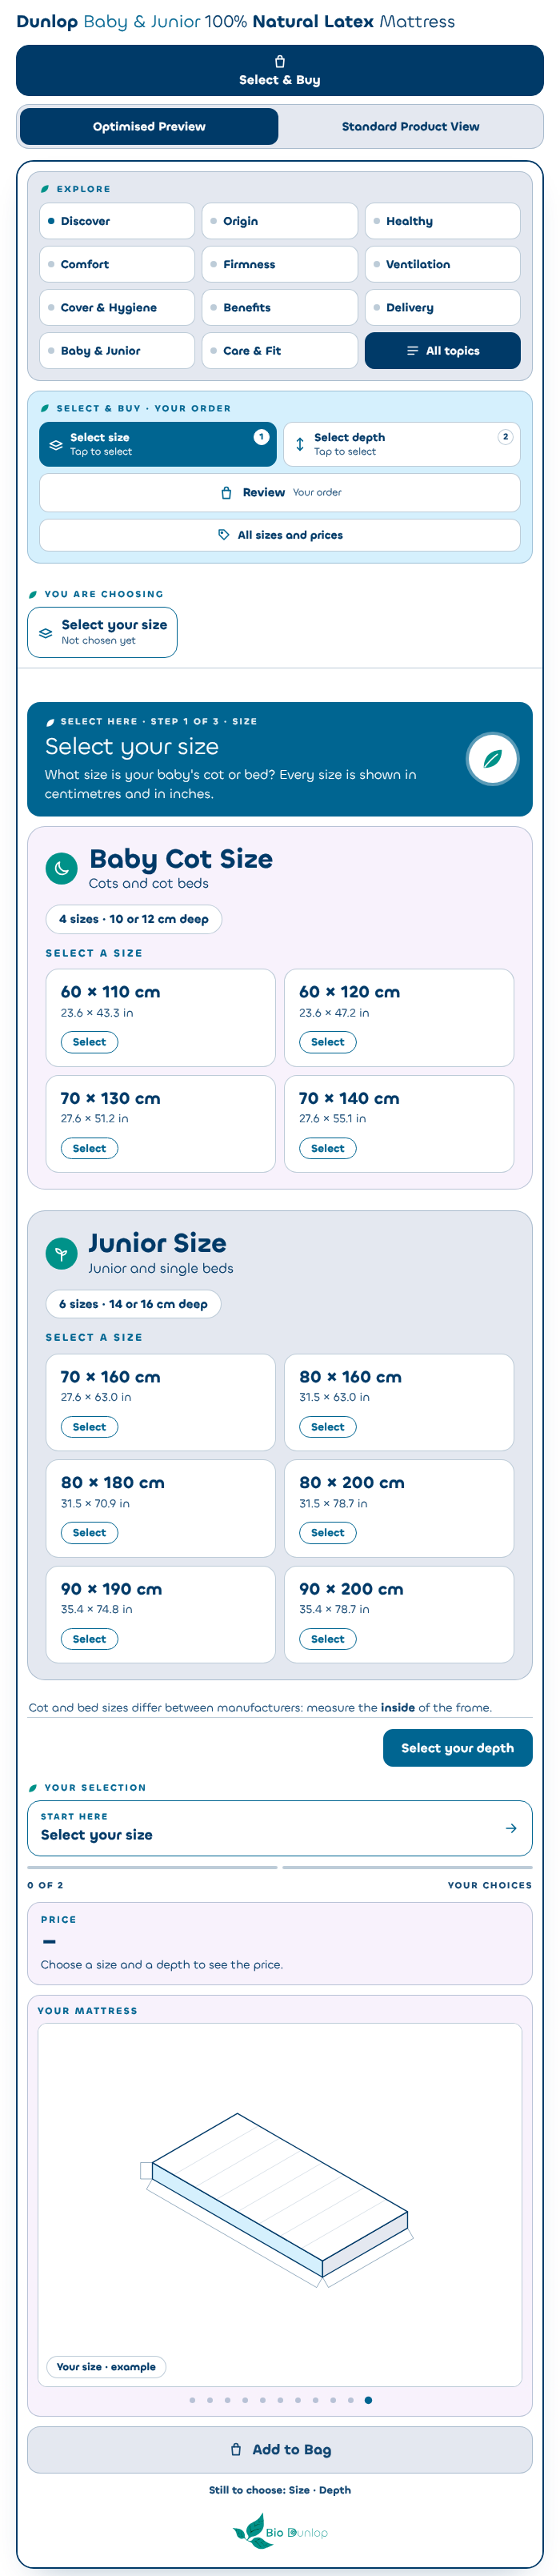 Dunlop Baby & Junior 100% Natural Latex Mattress
Select & Buy
Optimised Preview
Standard Product View
EXPLORE
Discover
Origin
Healthy
Comfort
Firmness
Ventilation
Cover & Hygiene
Benefits
Delivery
Baby & Junior
Care & Fit
All topics
SELECT & BUY · YOUR ORDER
Select size
Tap to select
1
Select depth
Tap to select
2
Review Your order
All sizes and prices
YOU ARE CHOOSING
Select your size
Not chosen yet
SELECT HERE · STEP 1 OF 3 · SIZE
Select your size
What size is your baby's cot or bed? Every size is shown in
centimetres and in inches.
Baby Cot Size
Cots and cot beds
4 sizes · 10 or 12 cm deep
SELECT A SIZE
60 × 110 cm
23.6 × 43.3 in
Select
60 × 120 cm
23.6 × 47.2 in
Select
70 × 130 cm
27.6 × 51.2 in
Select
70 × 140 cm
27.6 × 55.1 in
Select
Junior Size
Junior and single beds
6 sizes · 14 or 16 cm deep
SELECT A SIZE
70 × 160 cm
27.6 × 63.0 in
Select
80 × 160 cm
31.5 × 63.0 in
Select
80 × 180 cm
31.5 × 70.9 in
Select
80 × 200 cm
31.5 × 78.7 in
Select
90 × 190 cm
35.4 × 74.8 in
Select
90 × 200 cm
35.4 × 78.7 in
Select
Cot and bed sizes differ between manufacturers: measure the inside of the frame.
Select your depth
YOUR SELECTION
START HERE
Select your size
0 OF 2
YOUR CHOICES
PRICE
–
Choose a size and a depth to see the price.
YOUR MATTRESS
Your size · example
Add to Bag
Still to choose: Size · Depth
Bio Dunlop